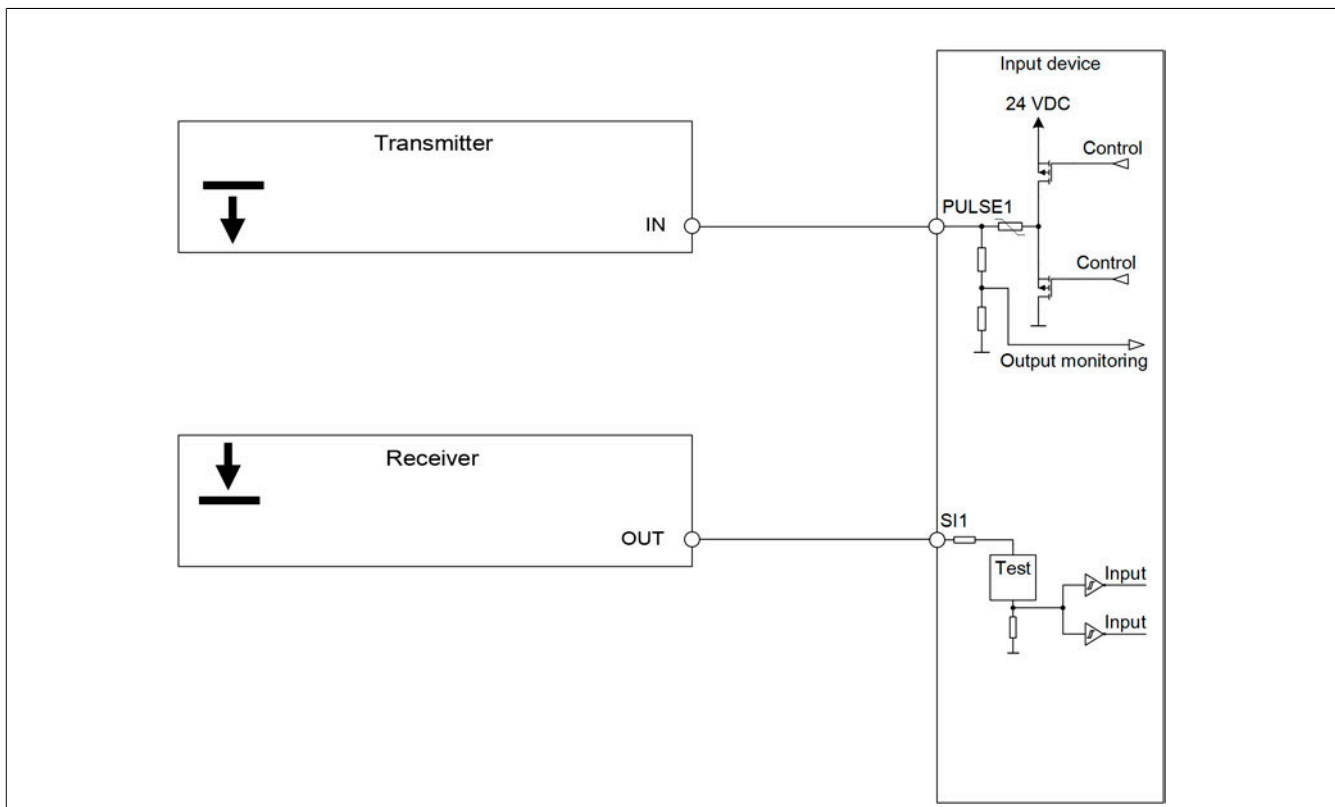 Input device
24 VDC
Transmitter
Control
PULSE1
IN
Control
Output monitoring
Receiver
SI1
OUT
Test
Input
Input